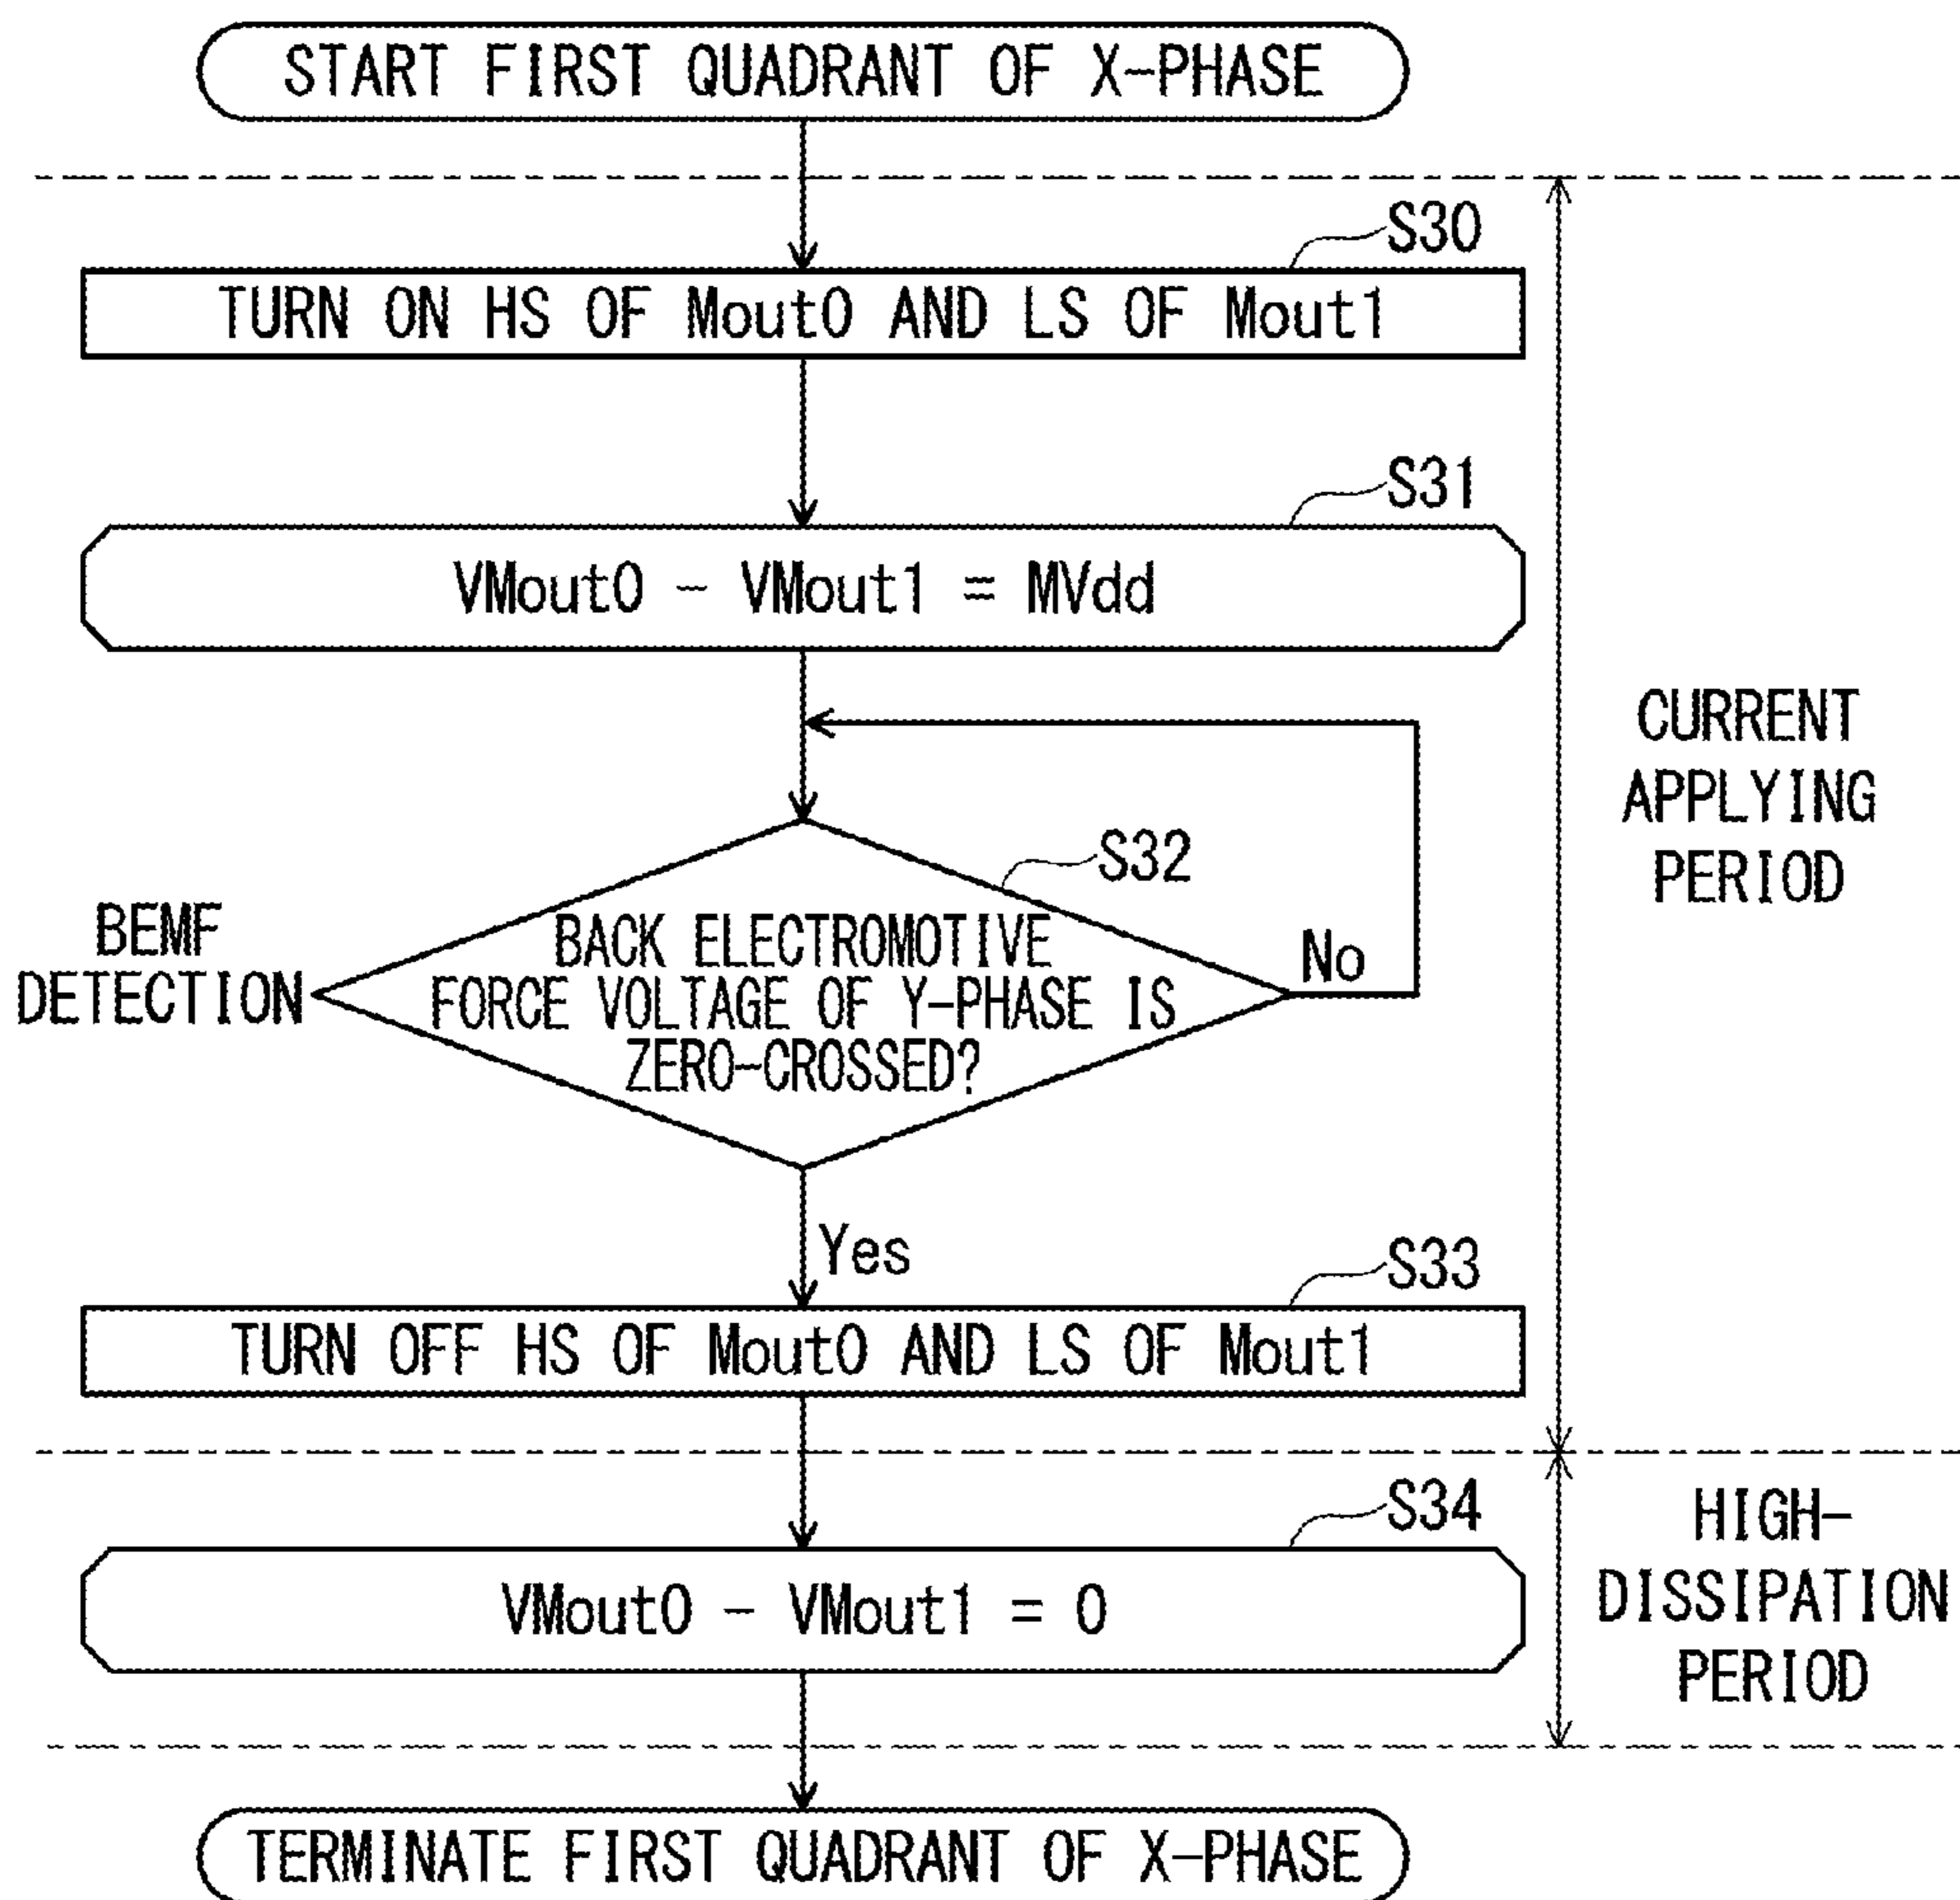 START FIRST QUADRANT OF X-PHASE
S30
TURN ON HS OF Mout0 AND LS OF Mout1
S31
VMout0 - VMout1 = MVdd
CURRENT
APPLYING
PERIOD
S32
BEMF
DETECTION
BACK ELECTROMOTIVE
FORCE VOLTAGE OF Y-PHASE IS
ZERO-CROSSED?
No
Yes
S33
TURN OFF HS OF Mout0 AND LS OF Mout1
S34
VMout0 - VMout1 = 0
HIGH-
DISSIPATION
PERIOD
TERMINATE FIRST QUADRANT OF X-PHASE